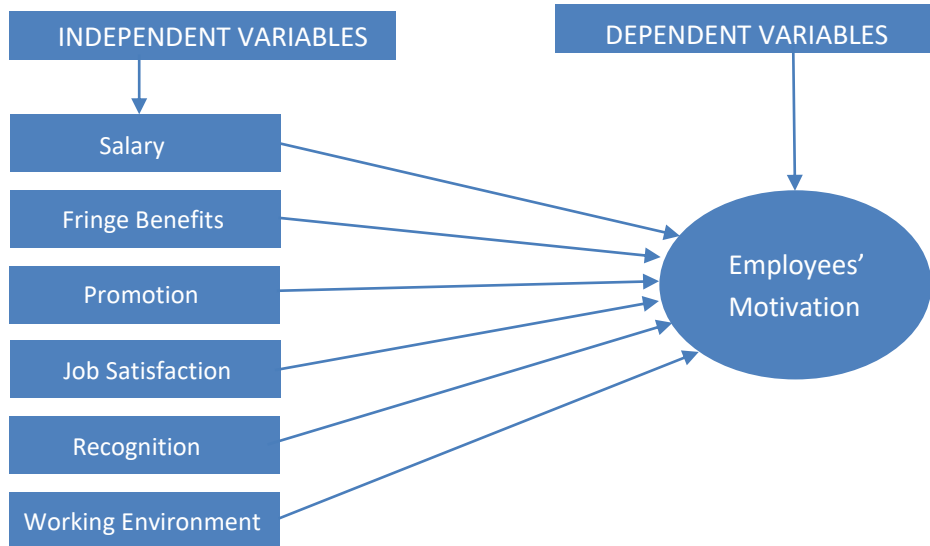 INDEPENDENT VARIABLES
DEPENDENT VARIABLES
Salary
Fringe Benefits
Promotion
Job Satisfaction
Recognition
Working Environment
Employees’
Motivation